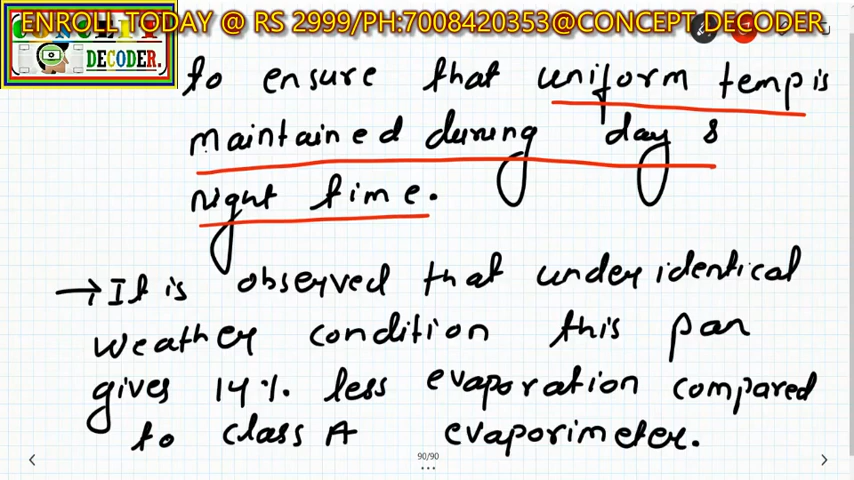 ENROLL TODAY @ RS 2999/PH:7008420353@CONCEPT DECODER.
DECODER.
to ensure that uniform temp is
maintained during day &
night time.
→ It is observed that under identical
weather condition this pan
gives 14% less evaporation compared
to class A evaporimeter.
90/90